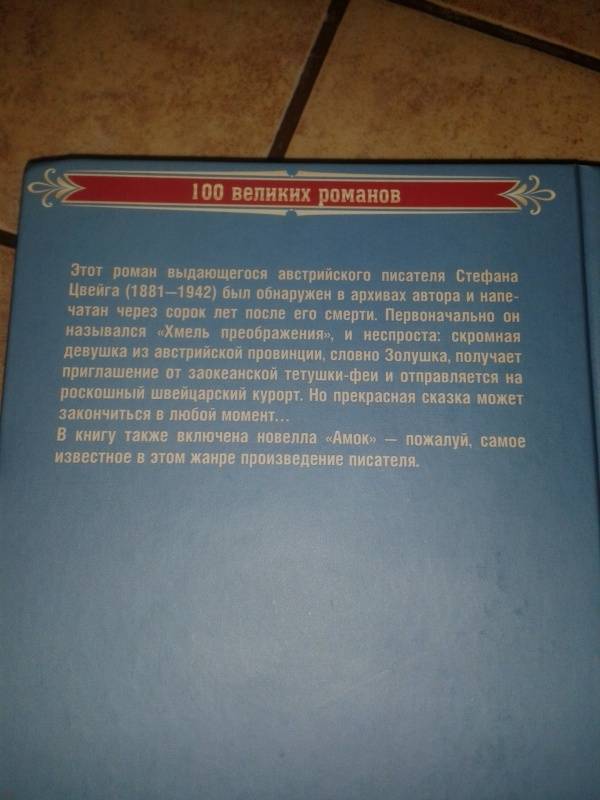 100 великих романов
Этот роман выдающегося австрийского писателя Стефана
Цвейга (1881—1942) был обнаружен в архивах автора и напе-
чатан через сорок лет после его смерти. Первоначально он
назывался «Хмель преображения», и неспроста: скромная
девушка из австрийской провинции, словно Золушка, получает
приглашение от заокеанской тетушки-феи и отправляется на
роскошный швейцарский курорт. Но прекрасная сказка может
закончиться в любой момент...
В книгу также включена новелла «Амок» — пожалуй, самое
известное в этом жанре произведение писателя.